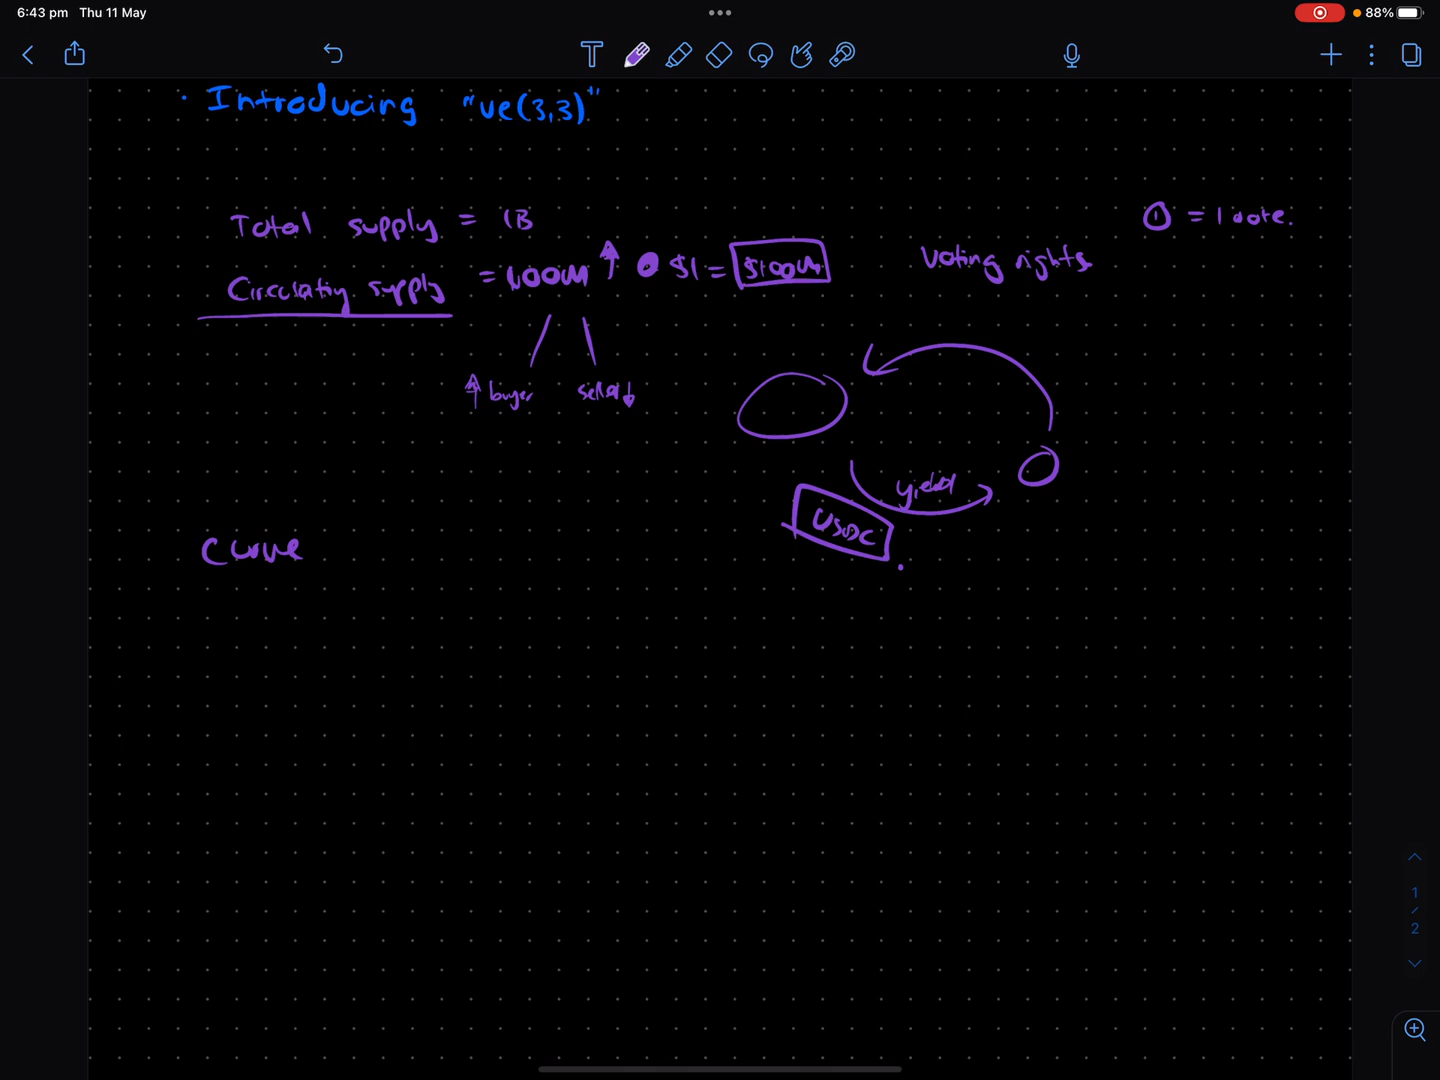 6:43 pm Thu 11 May
88%
· Introducing "ve(3,3)"
Total supply = 1B
① = 1 vote.
Circulating supply = 100M ↑ @ $1 = $100M
Voting rights
↑ buyer seller ↓
yield
USDC
Curve
1
/
2